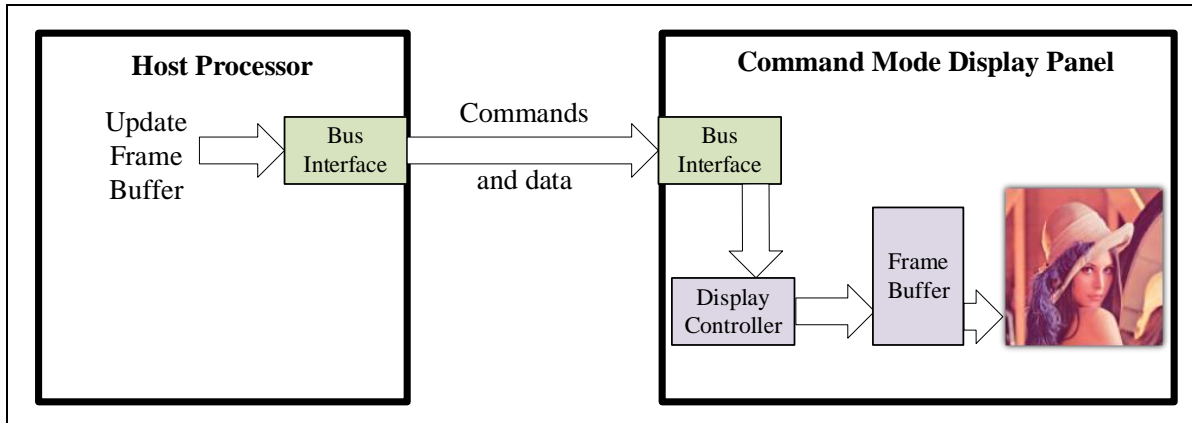 Host Processor
Update
Frame
Buffer
Bus
Interface
Commands
and data
Command Mode Display Panel
Bus
Interface
Display
Controller
Frame
Buffer